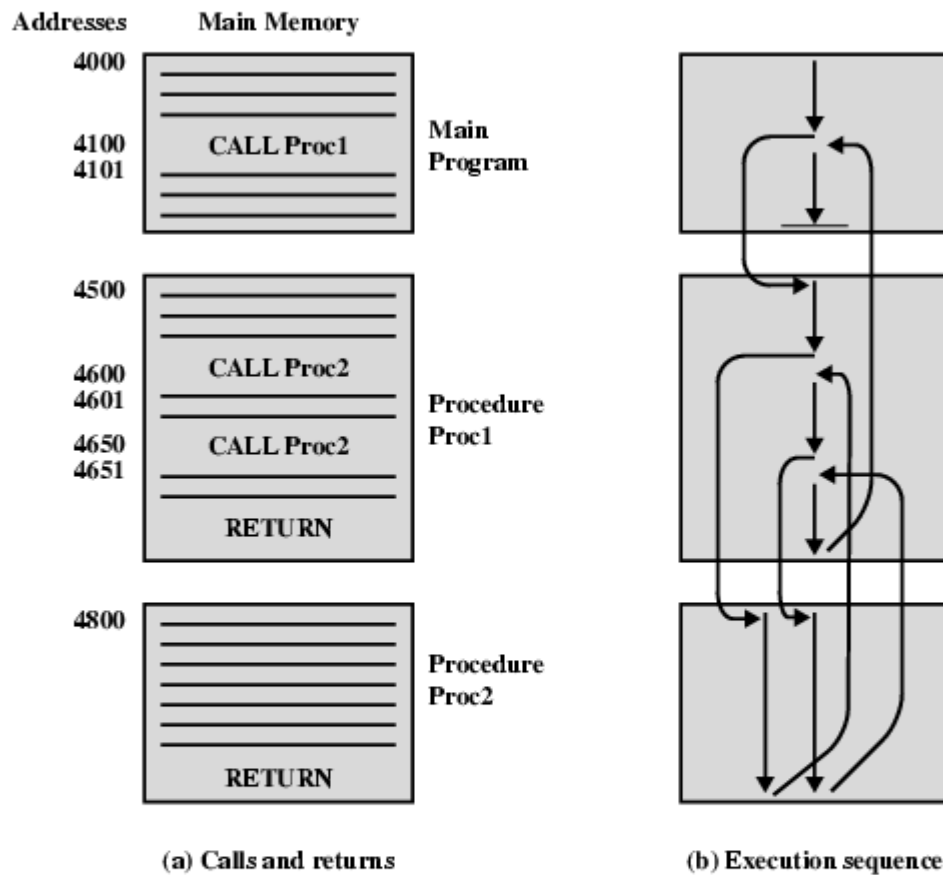 Addresses Main Memory
4000
4100 CALL Proc1
4101
Main
Program
4500
4600 CALL Proc2
4601
4650 CALL Proc2
4651
RETURN
Procedure
Proc1
4800
RETURN
Procedure
Proc2
(a) Calls and returns
(b) Execution sequence